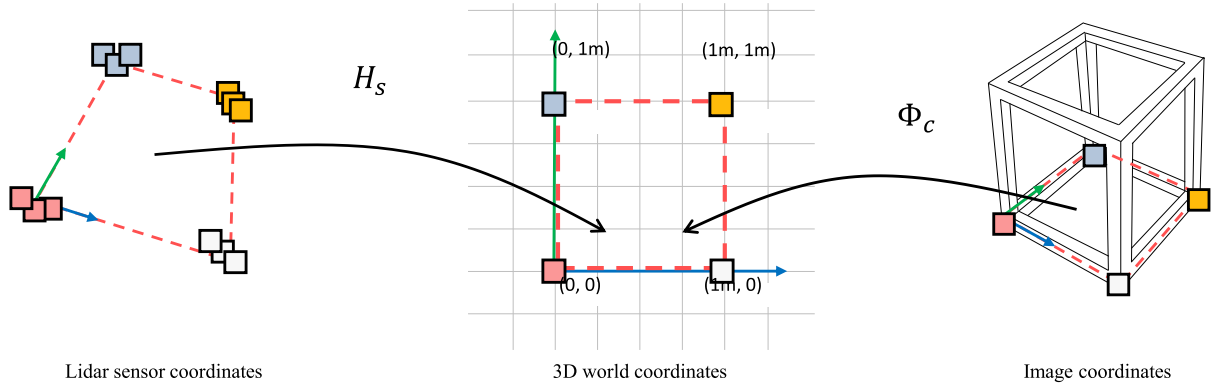 (0, 1m)
(1m, 1m)
H_s
Φ_c
(0, 0)
(1m, 0)
Lidar sensor coordinates
3D world coordinates
Image coordinates